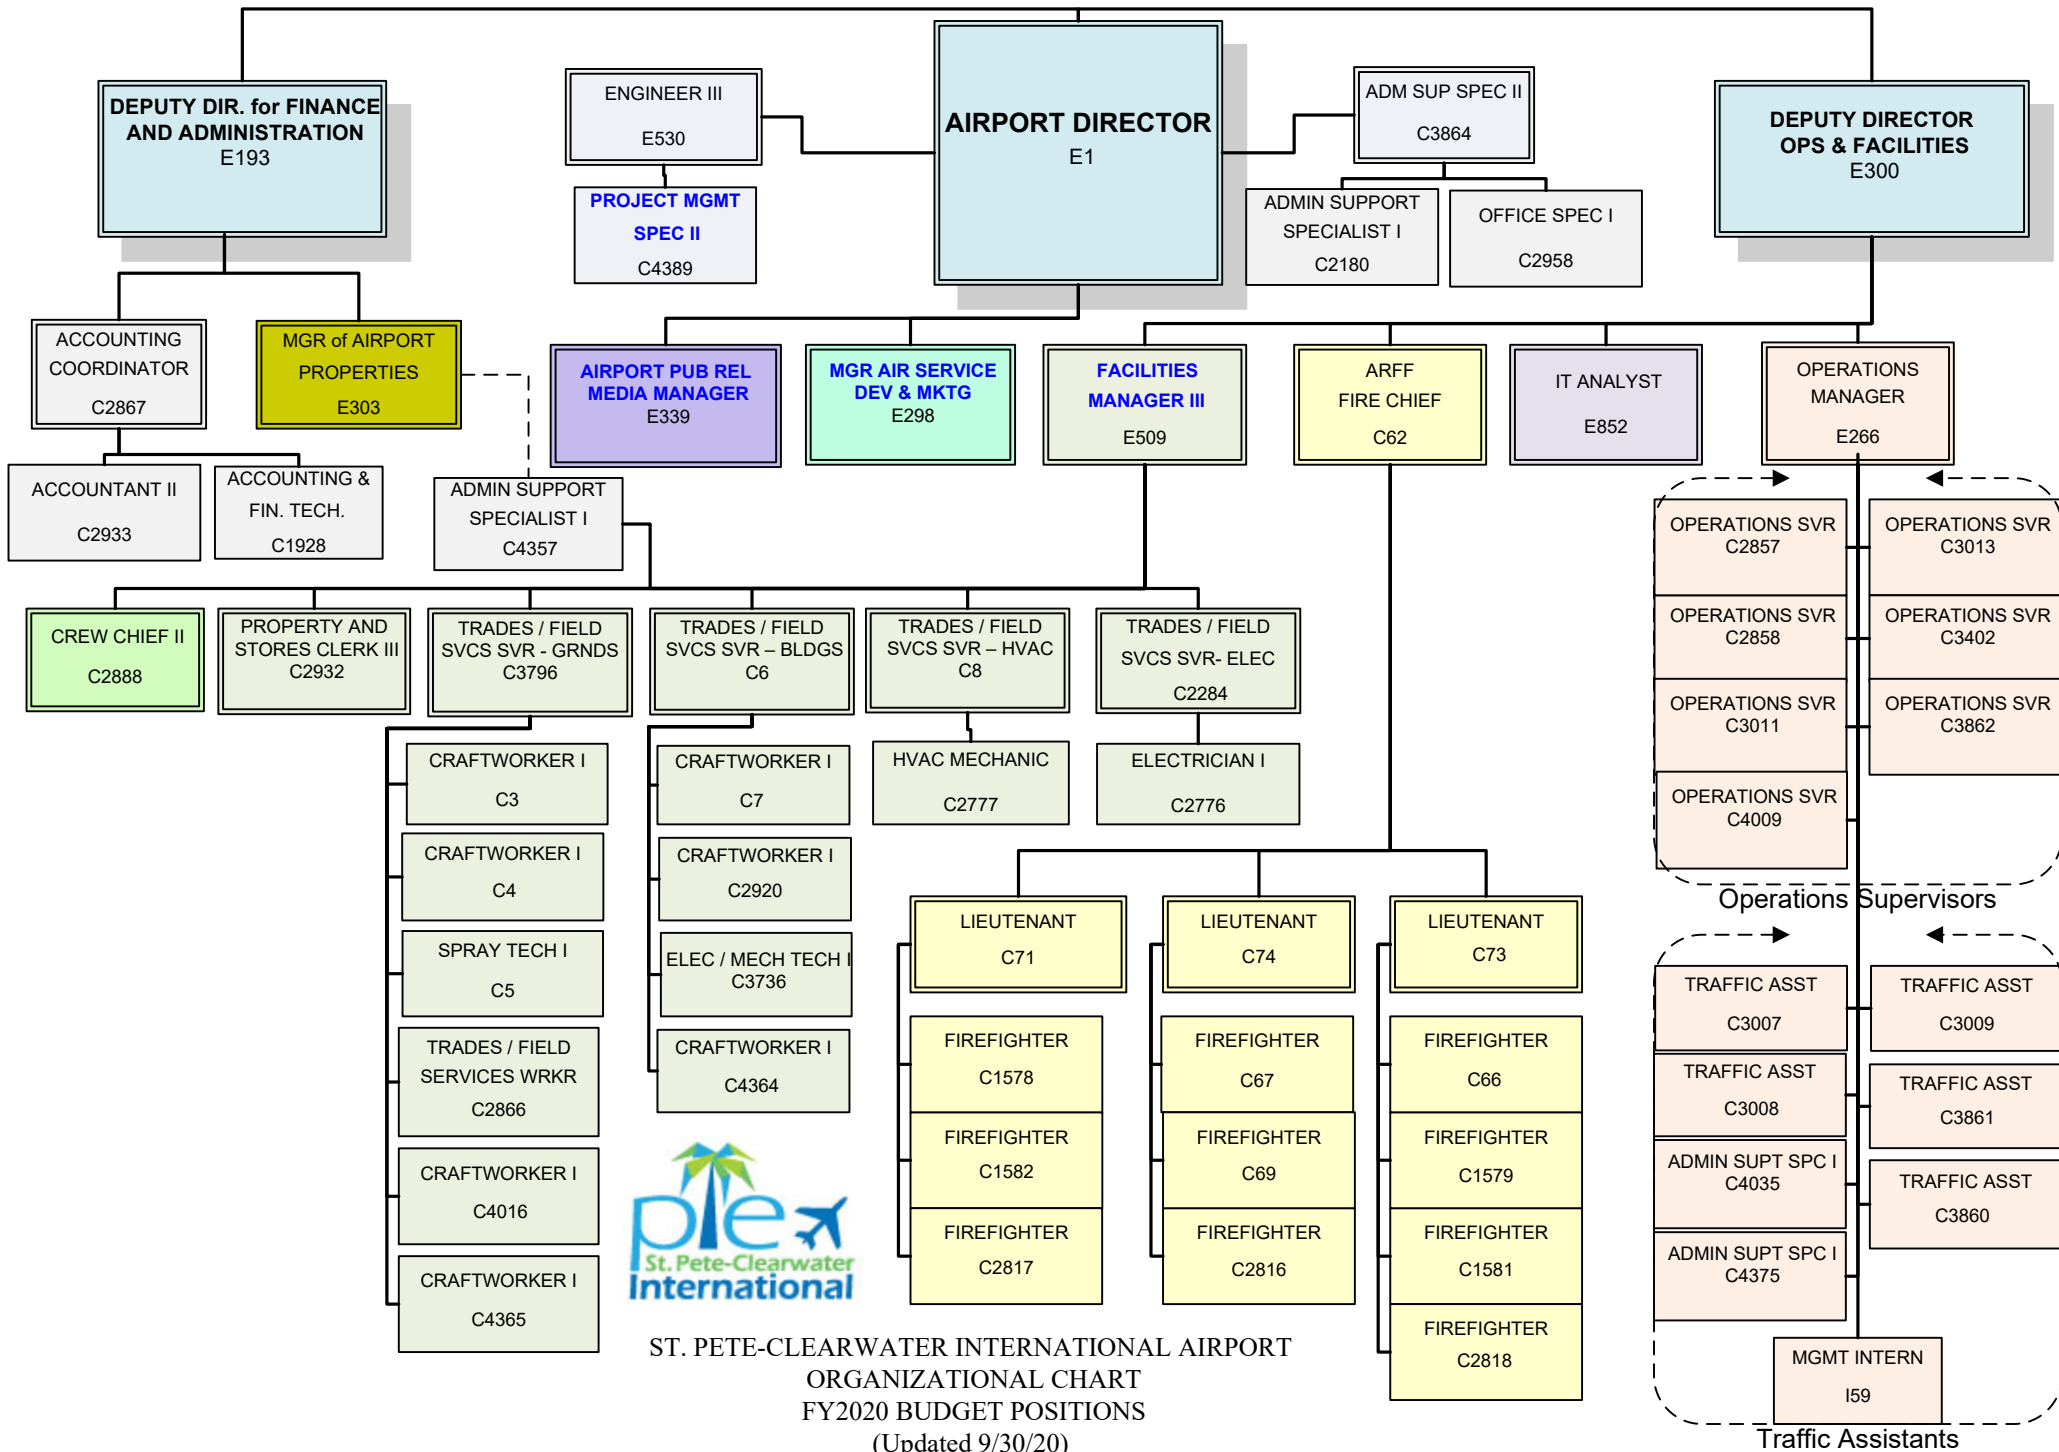 DEPUTY DIR. for FINANCE
AND ADMINISTRATION
E193
ENGINEER III
E530
PROJECT MGMT
SPEC II
C4389
AIRPORT DIRECTOR
E1
ADM SUP SPEC II
C3864
ADMIN SUPPORT
SPECIALIST I
C2180
OFFICE SPEC I
C2958
DEPUTY DIRECTOR
OPS & FACILITIES
E300
ACCOUNTING
COORDINATOR
C2867
MGR of AIRPORT
PROPERTIES
E303
AIRPORT PUB REL
MEDIA MANAGER
E339
MGR AIR SERVICE
DEV & MKTG
E298
FACILITIES
MANAGER III
E509
ARFF
FIRE CHIEF
C62
IT ANALYST
E852
OPERATIONS
MANAGER
E266
ACCOUNTANT II
C2933
ACCOUNTING &
FIN. TECH.
C1928
ADMIN SUPPORT
SPECIALIST I
C4357
CREW CHIEF II
C2888
PROPERTY AND
STORES CLERK III
C2932
TRADES / FIELD
SVCS SVR - GRNDS
C3796
TRADES / FIELD
SVCS SVR – BLDGS
C6
TRADES / FIELD
SVCS SVR – HVAC
C8
TRADES / FIELD
SVCS SVR- ELEC
C2284
CRAFTWORKER I
C3
CRAFTWORKER I
C4
SPRAY TECH I
C5
TRADES / FIELD
SERVICES WRKR
C2866
CRAFTWORKER I
C4016
CRAFTWORKER I
C4365
CRAFTWORKER I
C7
CRAFTWORKER I
C2920
ELEC / MECH TECH I
C3736
CRAFTWORKER I
C4364
HVAC MECHANIC
C2777
ELECTRICIAN I
C2776
LIEUTENANT
C71
FIREFIGHTER
C1578
FIREFIGHTER
C1582
FIREFIGHTER
C2817
LIEUTENANT
C74
FIREFIGHTER
C67
FIREFIGHTER
C69
FIREFIGHTER
C2816
LIEUTENANT
C73
FIREFIGHTER
C66
FIREFIGHTER
C1579
FIREFIGHTER
C1581
FIREFIGHTER
C2818
OPERATIONS SVR
C2857
OPERATIONS SVR
C3013
OPERATIONS SVR
C2858
OPERATIONS SVR
C3402
OPERATIONS SVR
C3011
OPERATIONS SVR
C3862
OPERATIONS SVR
C4009
Operations Supervisors
TRAFFIC ASST
C3007
TRAFFIC ASST
C3009
TRAFFIC ASST
C3008
TRAFFIC ASST
C3861
ADMIN SUPT SPC I
C4035
TRAFFIC ASST
C3860
ADMIN SUPT SPC I
C4375
MGMT INTERN
I59
Traffic Assistants
pie
St. Pete-Clearwater
International
ST. PETE-CLEARWATER INTERNATIONAL AIRPORT
ORGANIZATIONAL CHART
FY2020 BUDGET POSITIONS
(Updated 9/30/20)